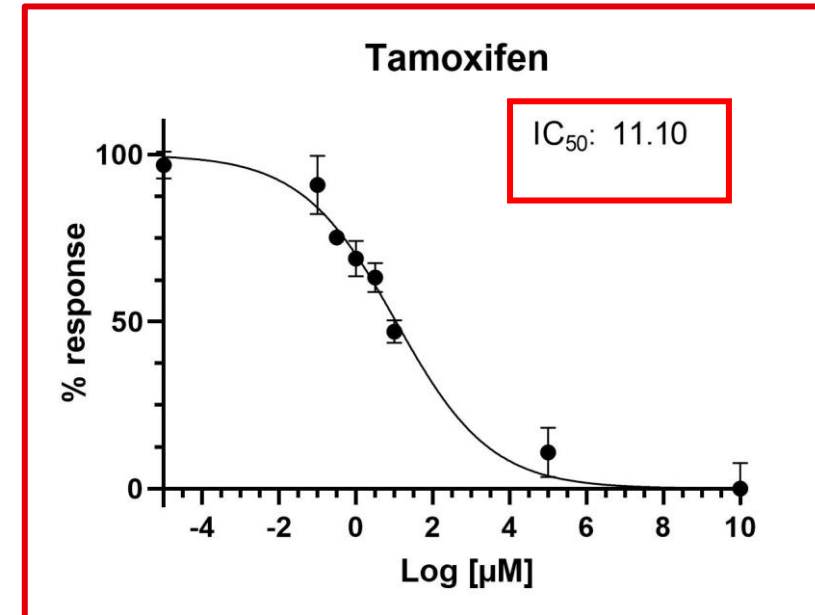 Tamoxifen
IC₅₀: 11.10
100
50
0
% response
-4 -2 0 2 4 6 8 10
Log [µM]